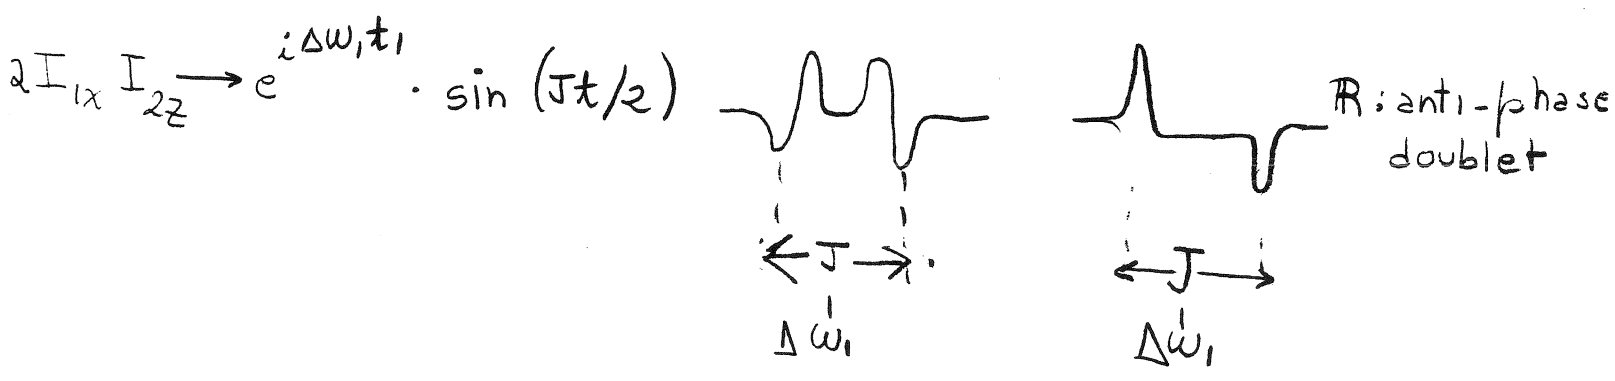 2I₁ₓ I₂z → e^{iΔω₁t₁} · sin (Jt/2)
ℝ: anti-phase
doublet
J
J
Δω₁
Δω₁